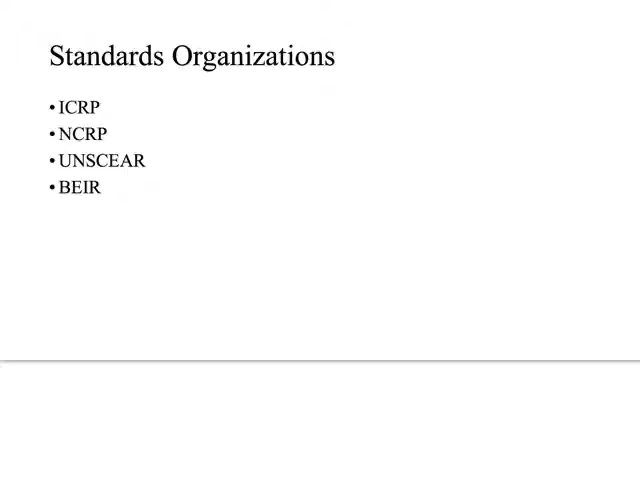 Standards Organizations
• ICRP
• NCRP
• UNSCEAR
• BEIR